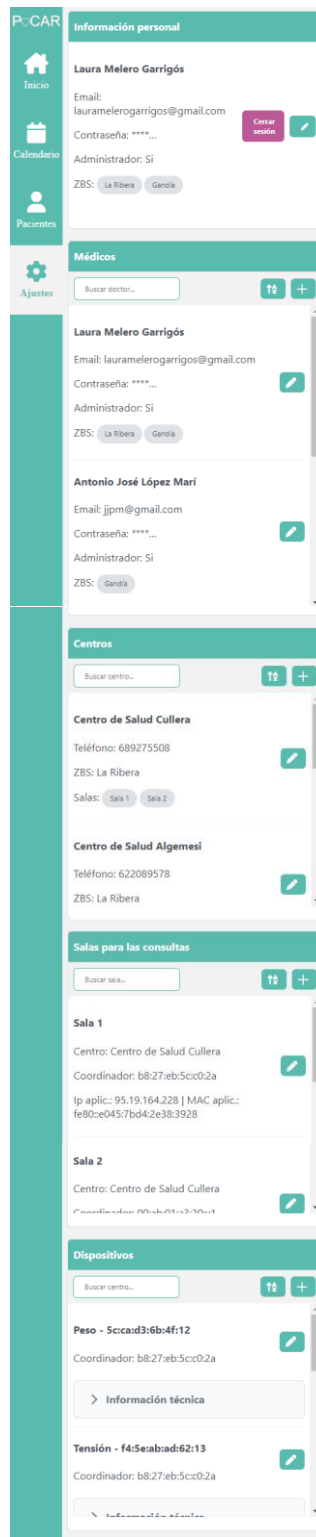 PoCAR
Inicio
Calendario
Pacientes
Ajustes
Información personal
Laura Melero Garrigós
Email:
lauramelerogarrigos@gmail.com
Contraseña: ****...
Administrador: Si
ZBS: La Ribera Gandía
Cerrar
sesión
Médicos
Buscar doctor...
Laura Melero Garrigós
Email: lauramelerogarrigos@gmail.com
Contraseña: ****...
Administrador: Si
ZBS: La Ribera Gandía
Antonio José López Marí
Email: jjpm@gmail.com
Contraseña: ****...
Administrador: Si
ZBS: Gandía
Centros
Buscar centro...
Centro de Salud Cullera
Teléfono: 689275508
ZBS: La Ribera
Salas: Sala 1 Sala 2
Centro de Salud Algemesi
Teléfono: 622089578
ZBS: La Ribera
Salas para las consultas
Buscar sala...
Sala 1
Centro: Centro de Salud Cullera
Coordinador: b8:27:eb:5c:c0:2a
Ip aplic.: 95.19.164.228 | MAC aplic.:
fe80::e045:7bd4:2e38:3928
Sala 2
Centro: Centro de Salud Cullera
Coordinador:
Dispositivos
Buscar centro...
Peso - 5c:ca:d3:6b:4f:12
Coordinador: b8:27:eb:5c:c0:2a
Información técnica
Tensión - f4:5e:ab:ad:62:13
Coordinador: b8:27:eb:5c:c0:2a
Información técnica